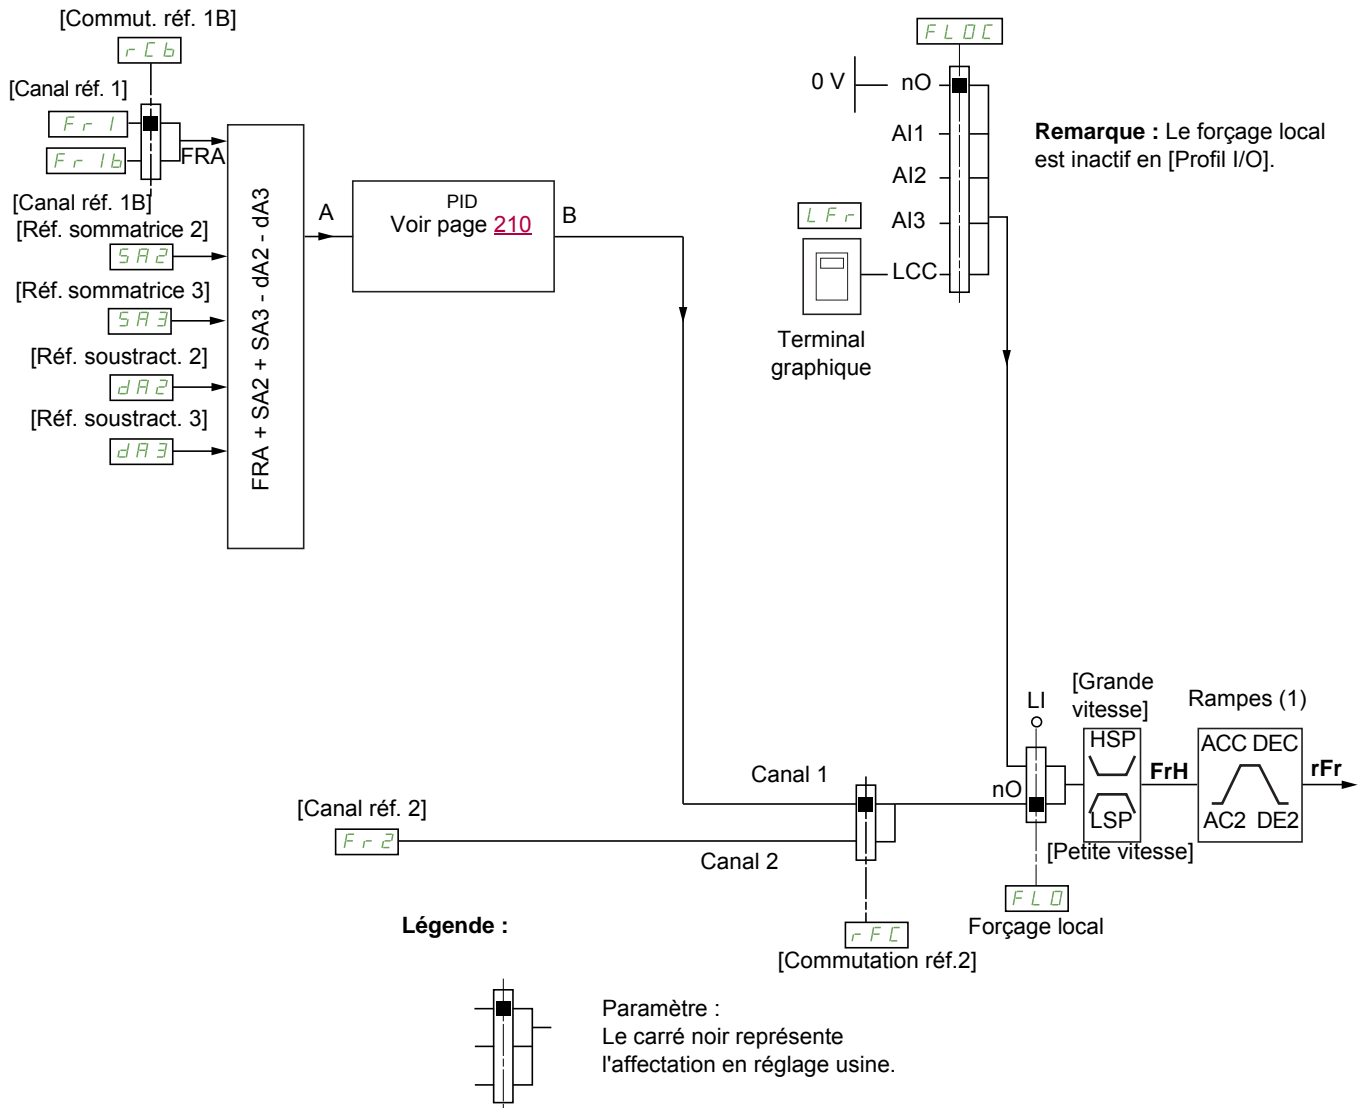 [Commut. réf. 1B]
rCb
[Canal réf. 1]
Fr1
Fr1b
FRA
[Canal réf. 1B]
[Réf. sommatrice 2]
SA2
[Réf. sommatrice 3]
SA3
[Réf. soustract. 2]
dA2
[Réf. soustract. 3]
dA3
FRA + SA2 + SA3 - dA2 - dA3
A
PID
Voir page 210
B
FLOC
0 V
nO
AI1
AI2
AI3
LFr
LCC
Terminal
graphique
Remarque : Le forçage local
est inactif en [Profil I/O].
[Canal réf. 2]
Fr2
Canal 1
Canal 2
rFC
[Commutation réf.2]
LI
nO
FLO
Forçage local
[Grande
vitesse]
HSP
LSP
[Petite vitesse]
FrH
Rampes (1)
ACC DEC
AC2 DE2
rFr
Légende :
Paramètre :
Le carré noir représente
l'affectation en réglage usine.